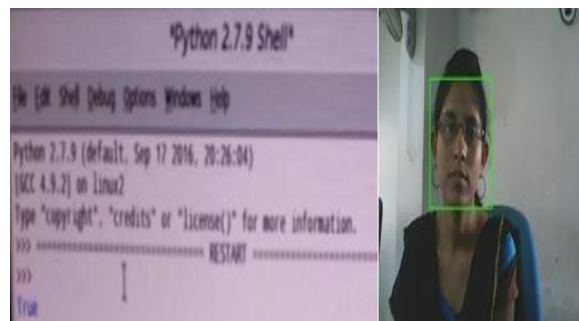 *Python 2.7.9 Shell*
File Edit Shell Debug Options Windows Help
Python 2.7.9 (default, Sep 17 2016, 20:26:04)
[GCC 4.9.2] on linux2
Type "copyright", "credits" or "license()" for more information.
>>> ================================ RESTART ================================
>>>
True